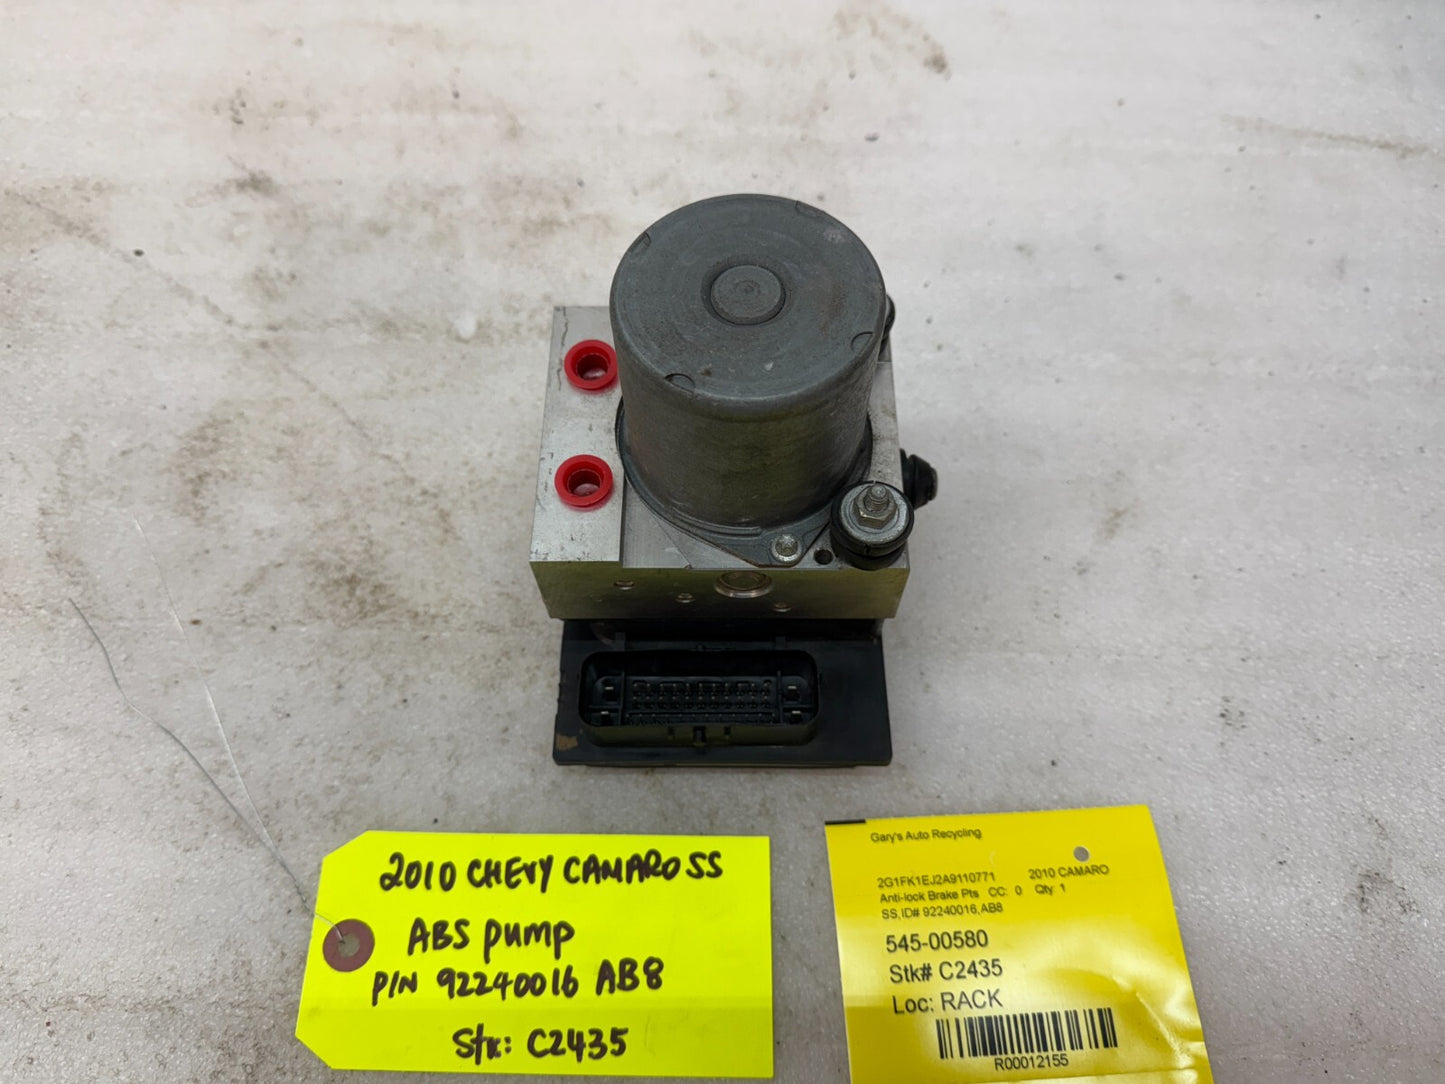 2010 CHEVY CAMARO SS
ABS pump
P/N 92240016 AB8
Stk: C2435
Gary's Auto Recycling
2G1FK1EJ2A9110771 2010 CAMARO
Anti-lock Brake Pts CC: 0 Qty: 1
SS,ID# 92240016,AB8
545-00580
Stk# C2435
Loc: RACK
R00012155